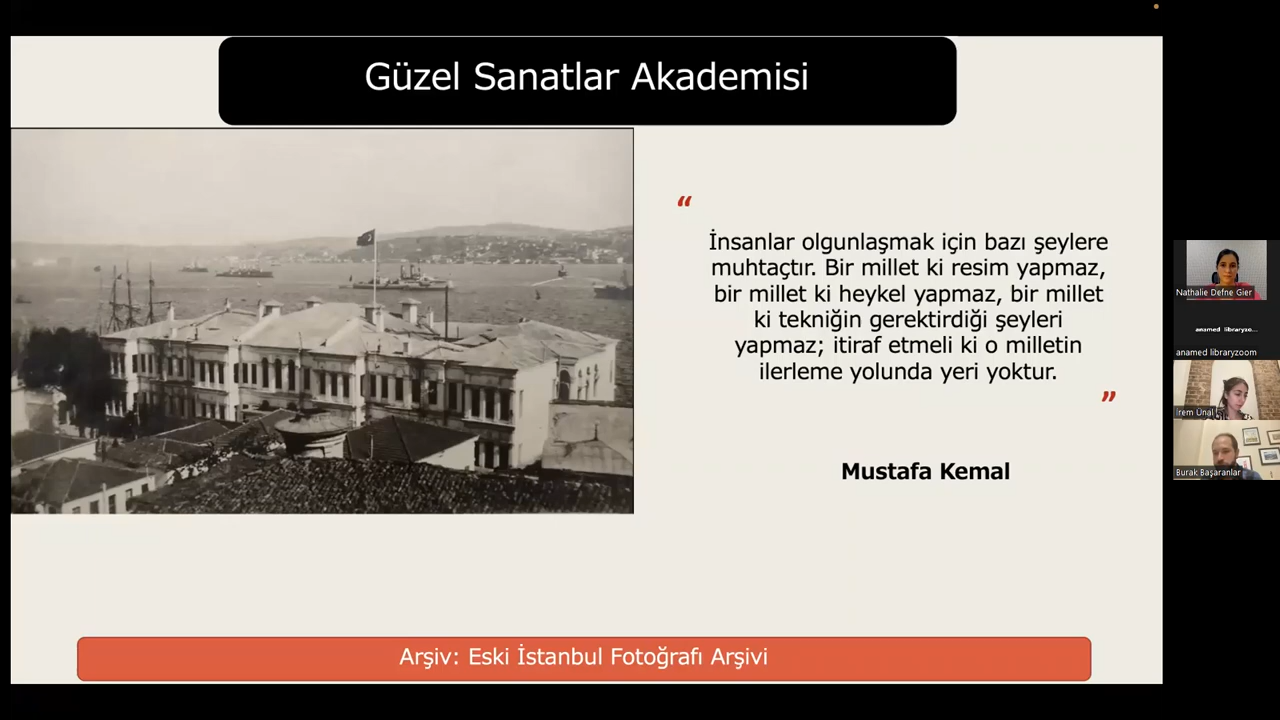 Güzel Sanatlar Akademisi
“
İnsanlar olgunlaşmak için bazı şeylere
muhtaçtır. Bir millet ki resim yapmaz,
bir millet ki heykel yapmaz, bir millet
ki tekniğin gerektirdiği şeyleri
yapmaz; itiraf etmeli ki o milletin
ilerleme yolunda yeri yoktur.
”
Mustafa Kemal
Arşiv: Eski İstanbul Fotoğrafı Arşivi
Nathalie Defne Gier
anamed libraryzo...
anamed libraryzoom
İrem Ünal
Burak Başaranlar